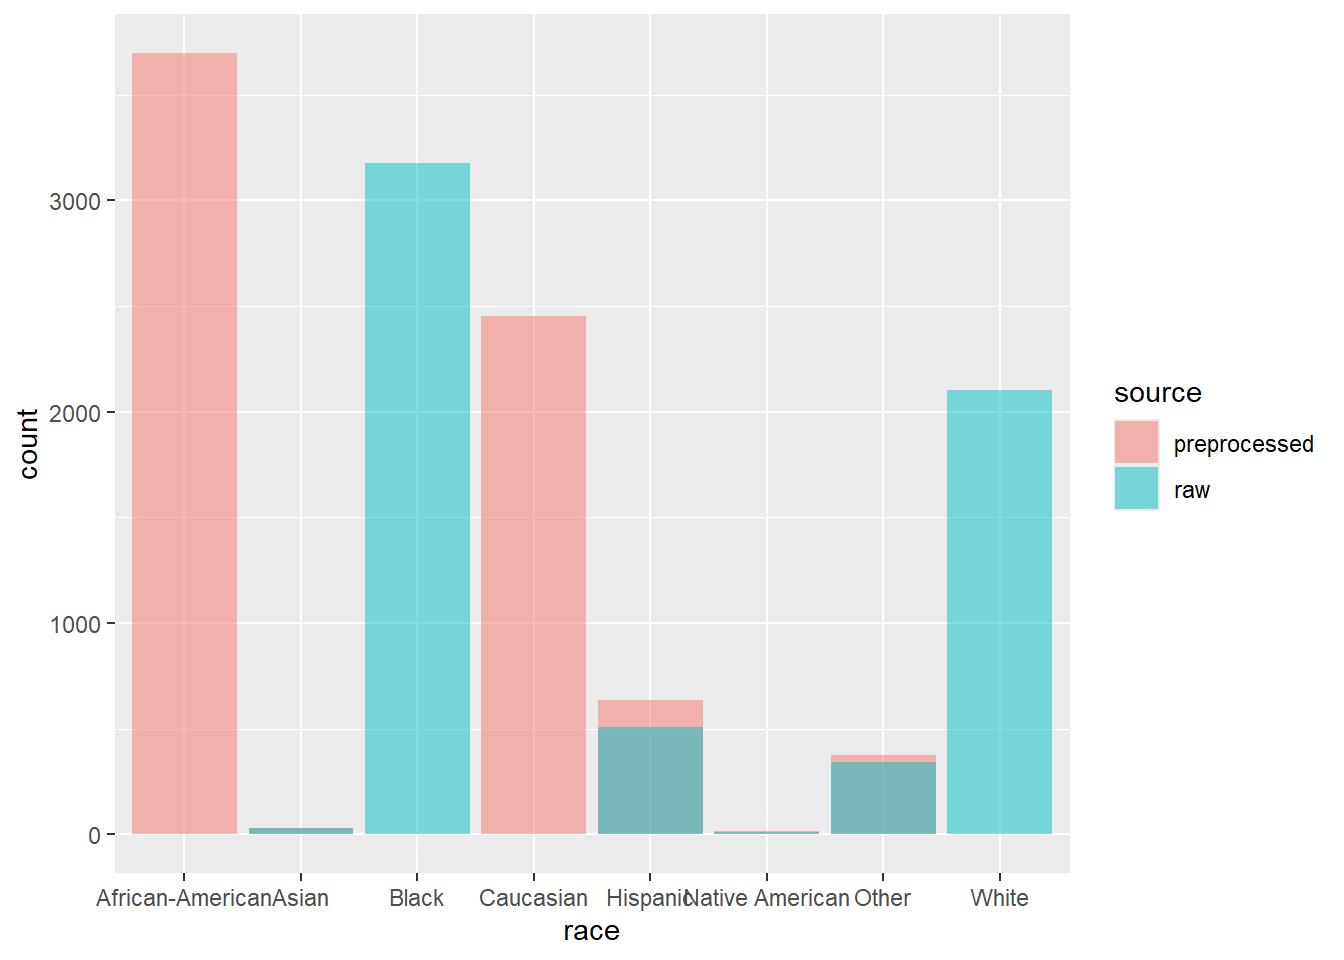 3000
2000
1000
0
count
African-American Asian Black Caucasian Hispanic Native American Other White
race
source
preprocessed
raw